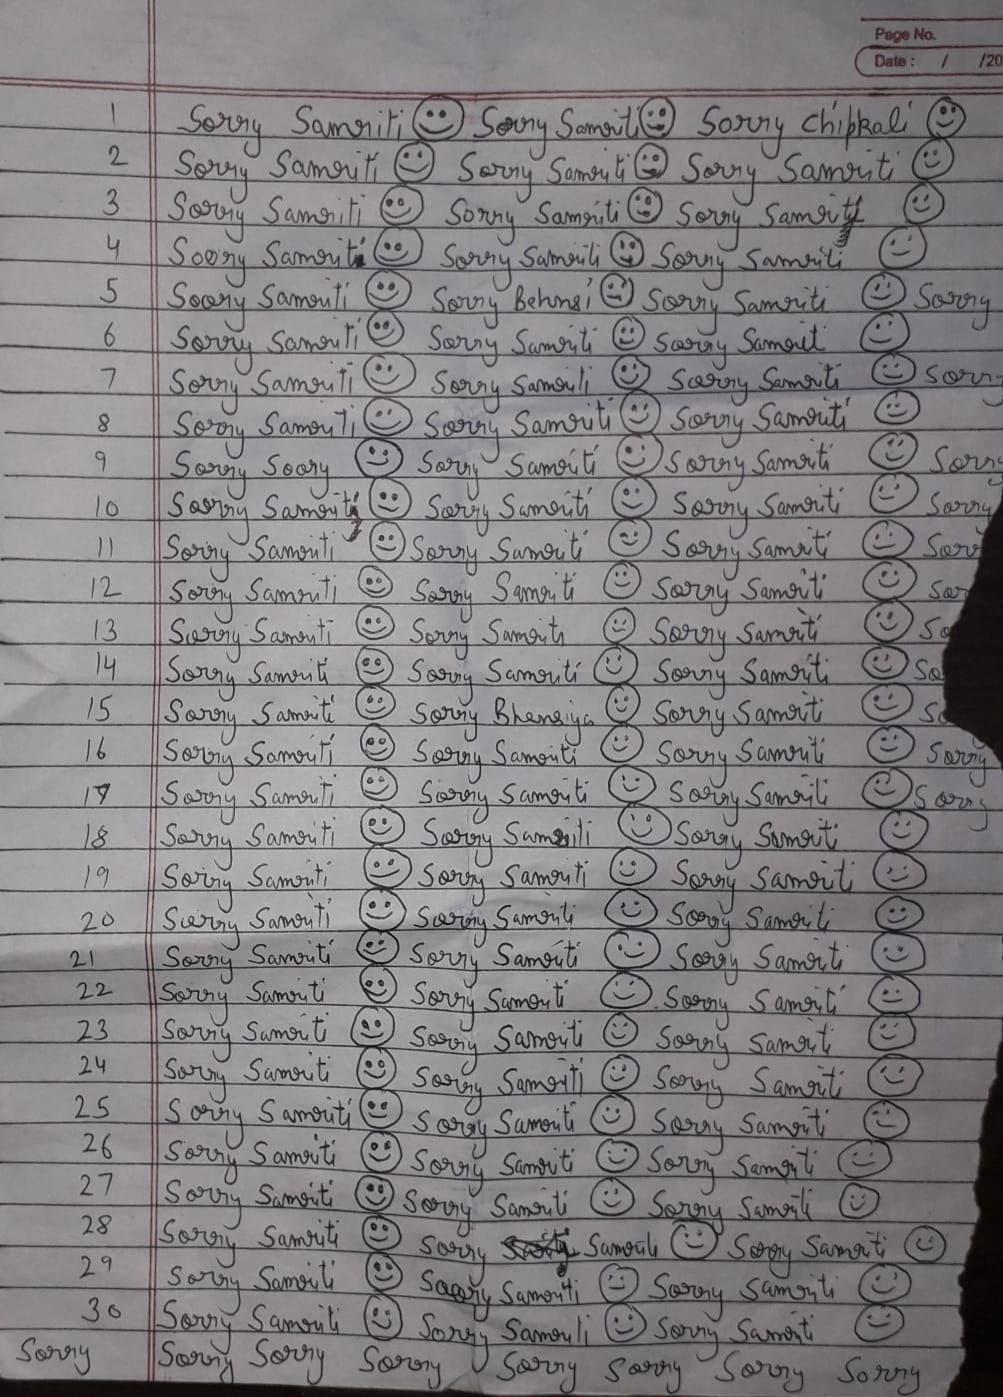 Page No.
Date : / /20
1 Sorry Samriti Sorry Samriti Sorry chipkali
2 Sorry Samriti Sorry Samriti Sorry Samriti
3 Sorry Samriti Sorry Samriti Sorry Samriti
4 Soory Samriti Sorry Samriti Sorry Samriti
5 Soory Samriti Sorry Behnsi Sorry Samriti Sorry
6 Sorry Samriti Sorry Samriti Sorry Samrit
7 Sorry Samriti Sorry Samriti Sorry Samriti Sorry
8 Sorry Samriti Sorry Samriti Sorry Samriti
9 Sorry Soory Sorry Samriti Sorry Samriti Sorry
10 Sorry Samriti Sorry Samriti Sorry Samriti Sorry
11 Sorry Samriti Sorry Samriti Sorry Samriti Sorr
12 Sorry Samriti Sorry Samriti Sorry Samriti Sor
13 Sorry Samriti Sorry Samriti Sorry Samriti So
14 Sorry Samriti Sorry Samriti Sorry Samriti So
15 Sorry Samriti Sorry Bhensiya Sorry Samriti So
16 Sorry Samriti Sorry Samriti Sorry Samriti Sorry
17 Sorry Samriti Sorry Samriti Sorry Samriti Sorry
18 Sorry Samriti Sorry Samriti Sorry Samriti
19 Sorry Samriti Sorry Samriti Sorry Samriti
20 Sorry Samriti Sorry Samriti Sorry Samriti
21 Sorry Samriti Sorry Samriti Sorry Samriti
22 Sorry Samriti Sorry Samriti Sorry Samriti
23 Sorry Samriti Sorry Samriti Sorry Samrit
24 Sorry Samriti Sorry Samriti Sorry Samriti
25 Sorry Samriti Sorry Samriti Sorry Samriti
26 Sorry Samriti Sorry Samriti Sorry Samriti
27 Sorry Samriti Sorry Samriti Sorry Samriti
28 Sorry Samriti Sorry Samriti Sorry Samriti
29 Sorry Samriti Soorry Samriti Sorry Samriti
30 Sorry Samriti Sorry Samriti Sorry Samriti
Sorry Sorry Sorry Sorry Sorry Sorry Sorry Sorry